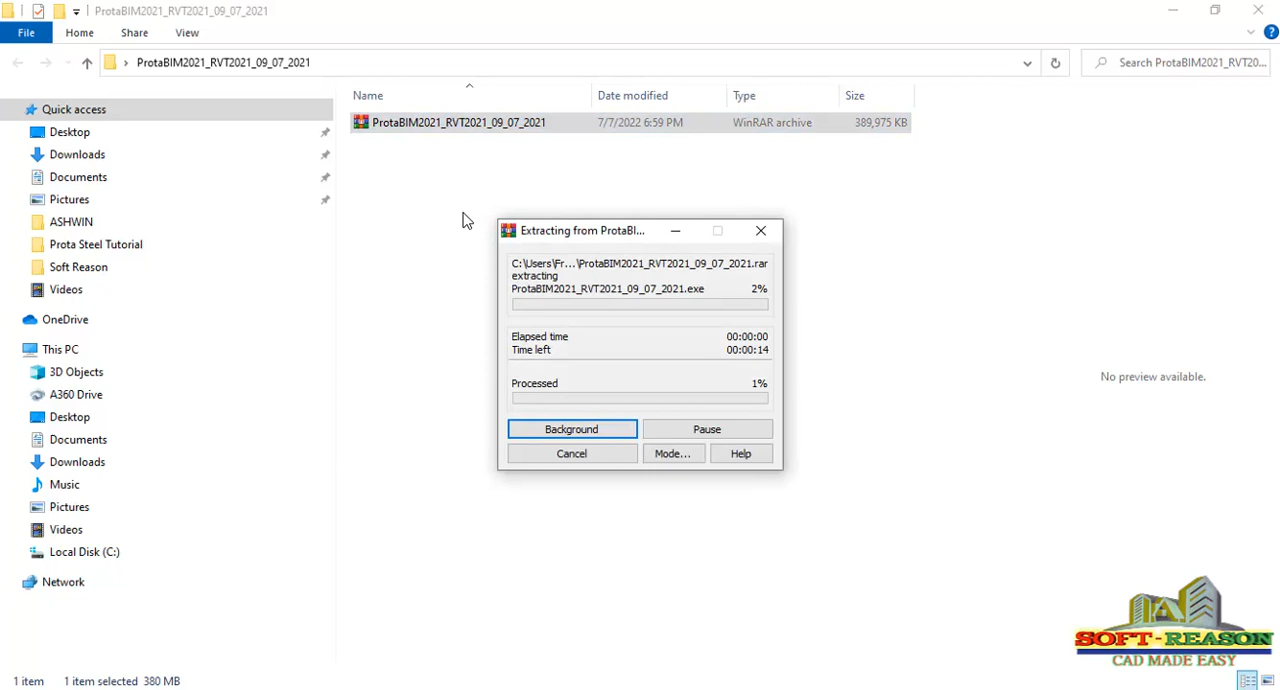 ProtaBIM2021_RVT2021_09_07_2021
File Home Share View
ProtaBIM2021_RVT2021_09_07_2021
Search ProtaBIM2021_RVT20...
Name Date modified Type Size
ProtaBIM2021_RVT2021_09_07_2021 7/7/2022 6:59 PM WinRAR archive 389,975 KB
Quick access
Desktop
Downloads
Documents
Pictures
ASHWIN
Prota Steel Tutorial
Soft Reason
Videos
OneDrive
This PC
3D Objects
A360 Drive
Desktop
Documents
Downloads
Music
Pictures
Videos
Local Disk (C:)
Network
Extracting from ProtaBI...
C:\Users\Fr...\ProtaBIM2021_RVT2021_09_07_2021.rar
extracting
ProtaBIM2021_RVT2021_09_07_2021.exe 2%
Elapsed time 00:00:00
Time left 00:00:14
Processed 1%
Background Pause
Cancel Mode... Help
No preview available.
SOFT-REASON
CAD MADE EASY
1 item 1 item selected 380 MB